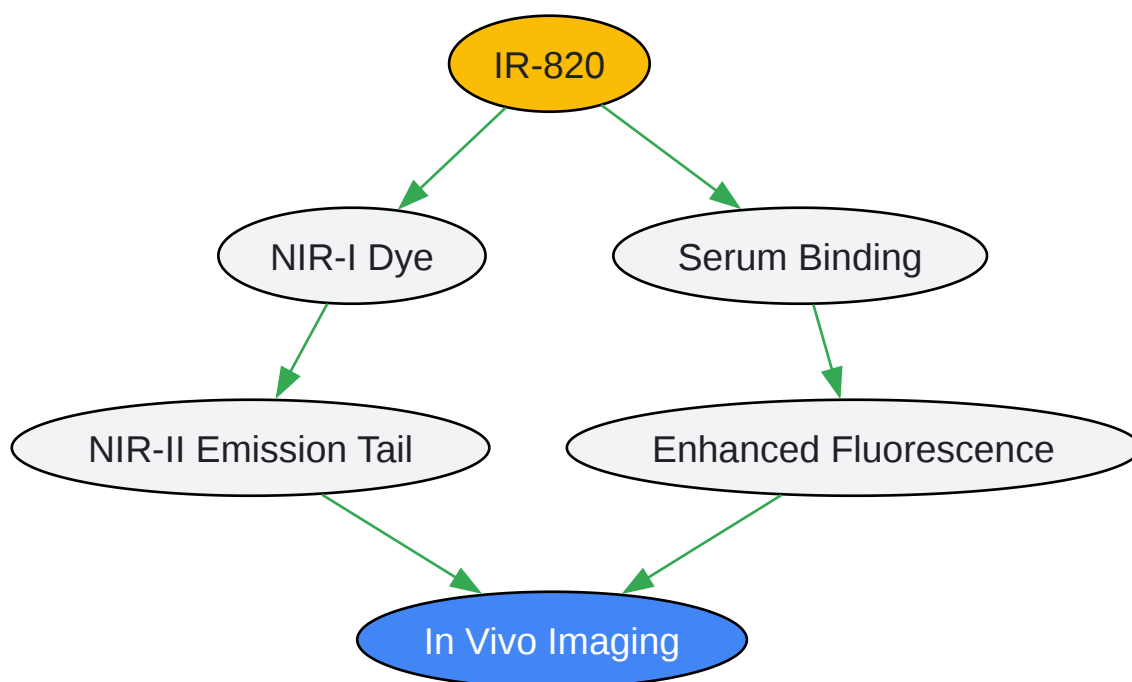 IR-820
NIR-I Dye
Serum Binding
NIR-II Emission Tail
Enhanced Fluorescence
In Vivo Imaging